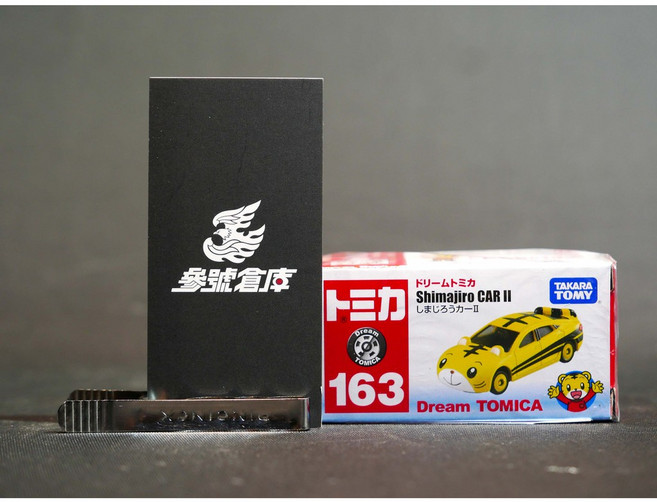 參號倉庫
トミカ
Dream
TOMICA
163
ドリームトミカ
Shimajiro CAR II
しまじろうカーII
TAKARA
TOMY
Dream TOMICA